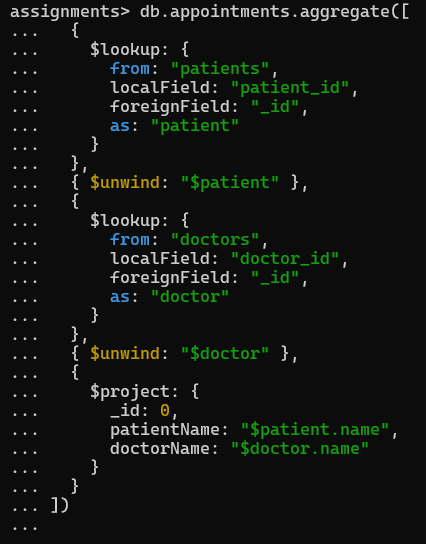 assignments> db.appointments.aggregate([
...   {
...     $lookup: {
...       from: "patients",
...       localField: "patient_id",
...       foreignField: "_id",
...       as: "patient"
...     }
...   },
...   { $unwind: "$patient" },
...   {
...     $lookup: {
...       from: "doctors",
...       localField: "doctor_id",
...       foreignField: "_id",
...       as: "doctor"
...     }
...   },
...   { $unwind: "$doctor" },
...   {
...     $project: {
...       _id: 0,
...       patientName: "$patient.name",
...       doctorName: "$doctor.name"
...     }
...   }
... ])
...